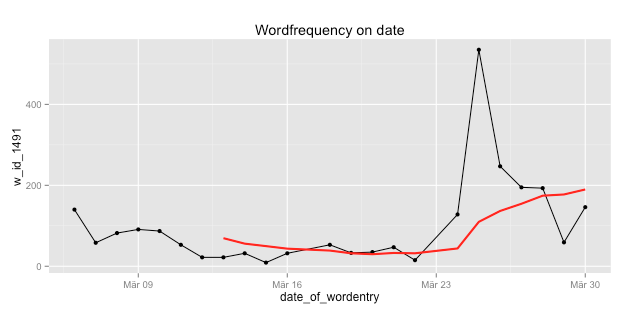 Wordfrequency on date
w_id_1491
400
200
0
Mär 09
Mär 16
Mär 23
Mär 30
date_of_wordentry